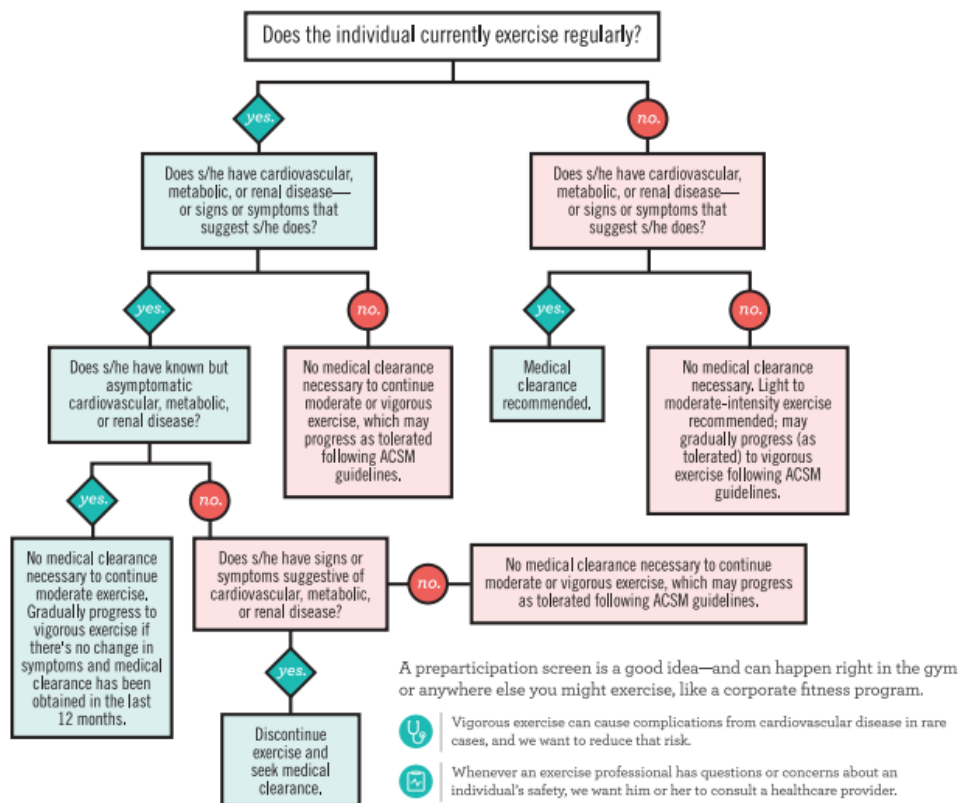 Does the individual currently exercise regularly?
yes.
no.
Does s/he have cardiovascular,
metabolic, or renal disease—
or signs or symptoms that
suggest s/he does?
Does s/he have cardiovascular,
metabolic, or renal disease—
or signs or symptoms that
suggest s/he does?
yes.
no.
yes.
no.
Does s/he have known but
asymptomatic
cardiovascular, metabolic,
or renal disease?
No medical clearance
necessary to continue
moderate or vigorous
exercise, which may
progress as tolerated
following ACSM
guidelines.
Medical
clearance
recommended.
No medical clearance
necessary. Light to
moderate-intensity exercise
recommended; may
gradually progress (as
tolerated) to vigorous
exercise following ACSM
guidelines.
yes.
no.
No medical clearance
necessary to continue
moderate exercise.
Gradually progress to
vigorous exercise if
there's no change in
symptoms and medical
clearance has been
obtained in the last
12 months.
Does s/he have signs or
symptoms suggestive of
cardiovascular, metabolic,
or renal disease?
no.
No medical clearance necessary to continue
moderate or vigorous exercise, which may progress
as tolerated following ACSM guidelines.
yes.
Discontinue
exercise and
seek medical
clearance.
A preparticipation screen is a good idea—and can happen right in the gym
or anywhere else you might exercise, like a corporate fitness program.
Vigorous exercise can cause complications from cardiovascular disease in rare
cases, and we want to reduce that risk.
Whenever an exercise professional has questions or concerns about an
individual's safety, we want him or her to consult a healthcare provider.